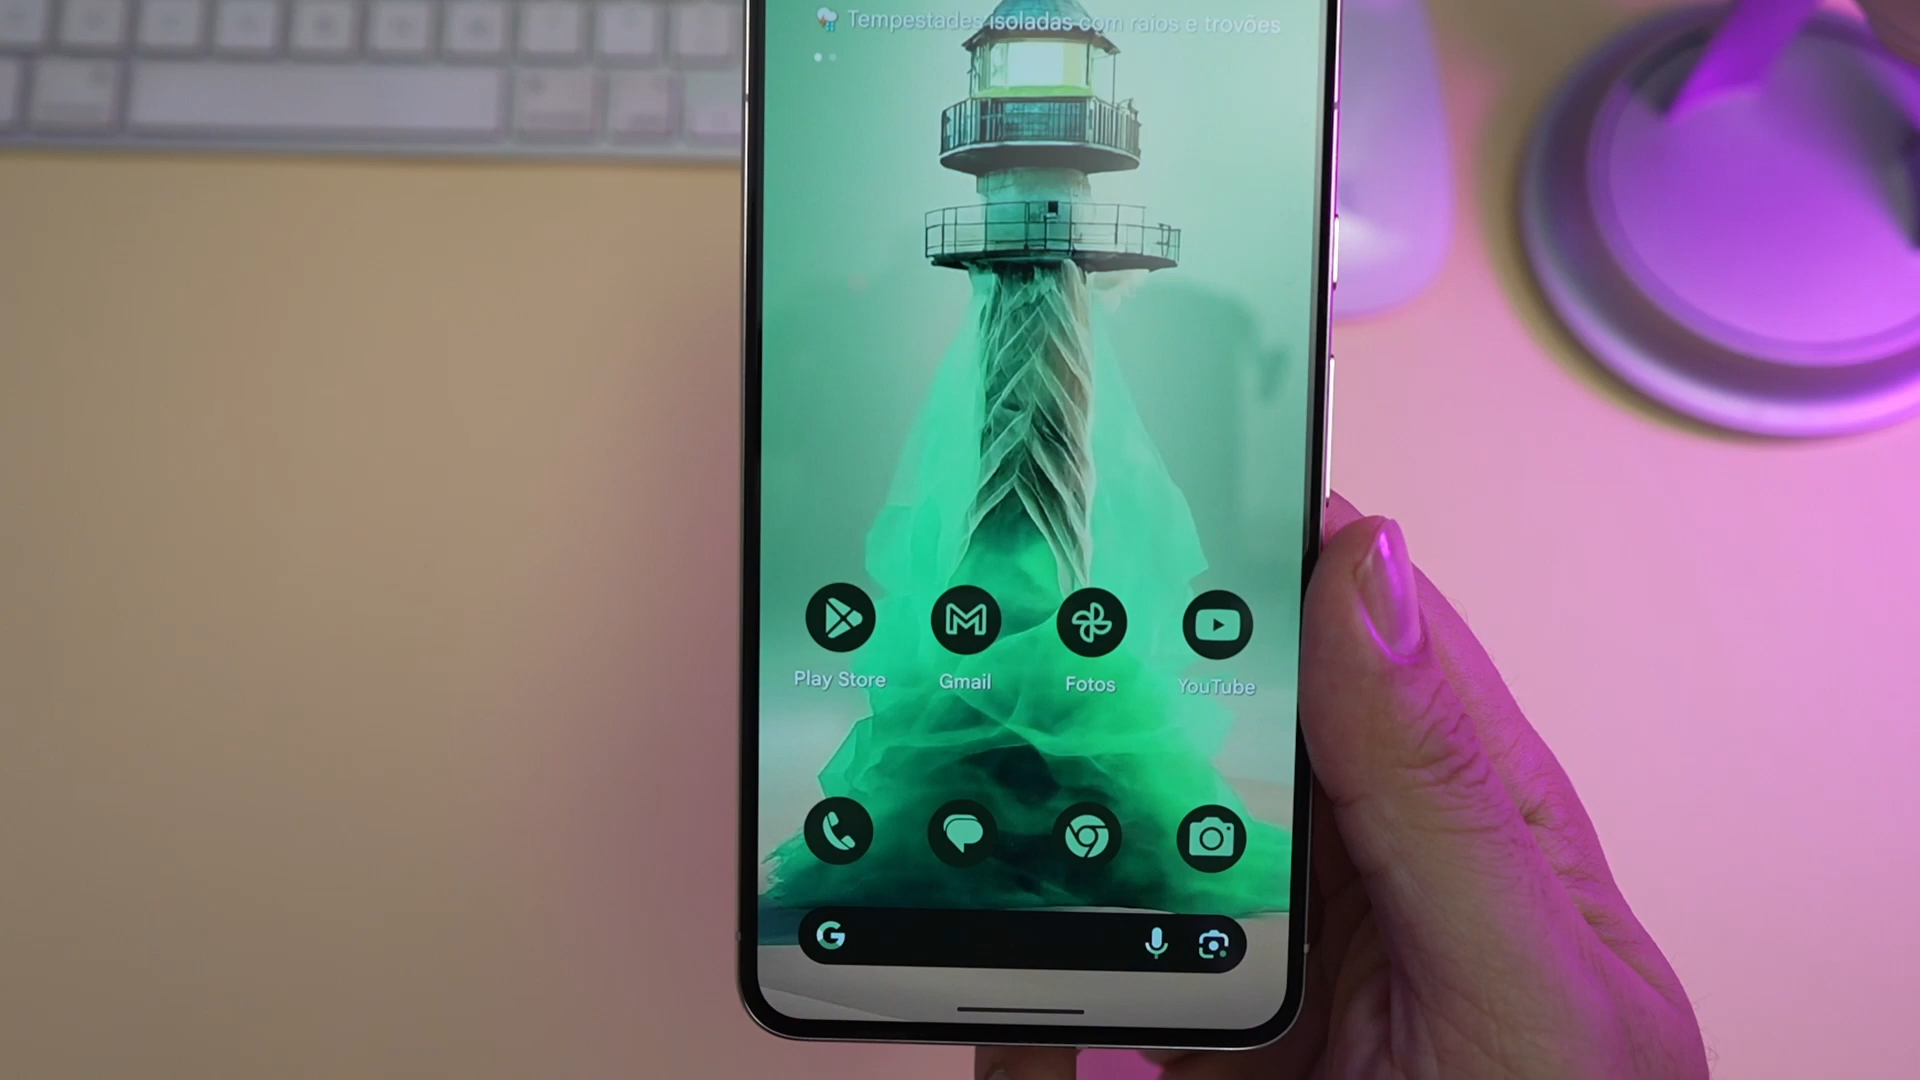 Tempestades isoladas com raios e trovões
Play Store
Gmail
Fotos
YouTube